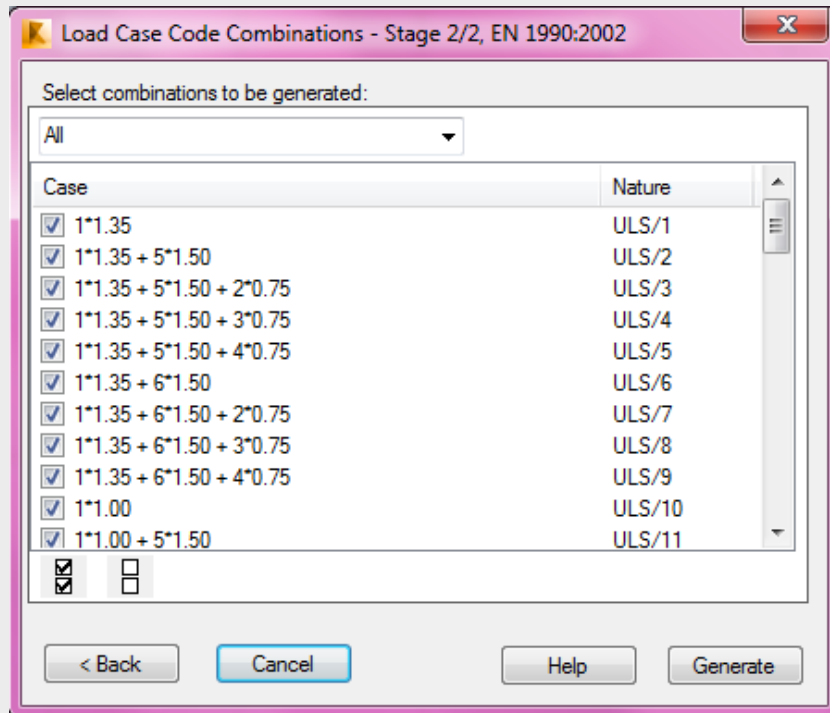 Load Case Code Combinations - Stage 2/2, EN 1990:2002
Select combinations to be generated:
All
Case Nature
1*1.35 ULS/1
1*1.35 + 5*1.50 ULS/2
1*1.35 + 5*1.50 + 2*0.75 ULS/3
1*1.35 + 5*1.50 + 3*0.75 ULS/4
1*1.35 + 5*1.50 + 4*0.75 ULS/5
1*1.35 + 6*1.50 ULS/6
1*1.35 + 6*1.50 + 2*0.75 ULS/7
1*1.35 + 6*1.50 + 3*0.75 ULS/8
1*1.35 + 6*1.50 + 4*0.75 ULS/9
1*1.00 ULS/10
1*1.00 + 5*1.50 ULS/11
< Back Cancel Help Generate